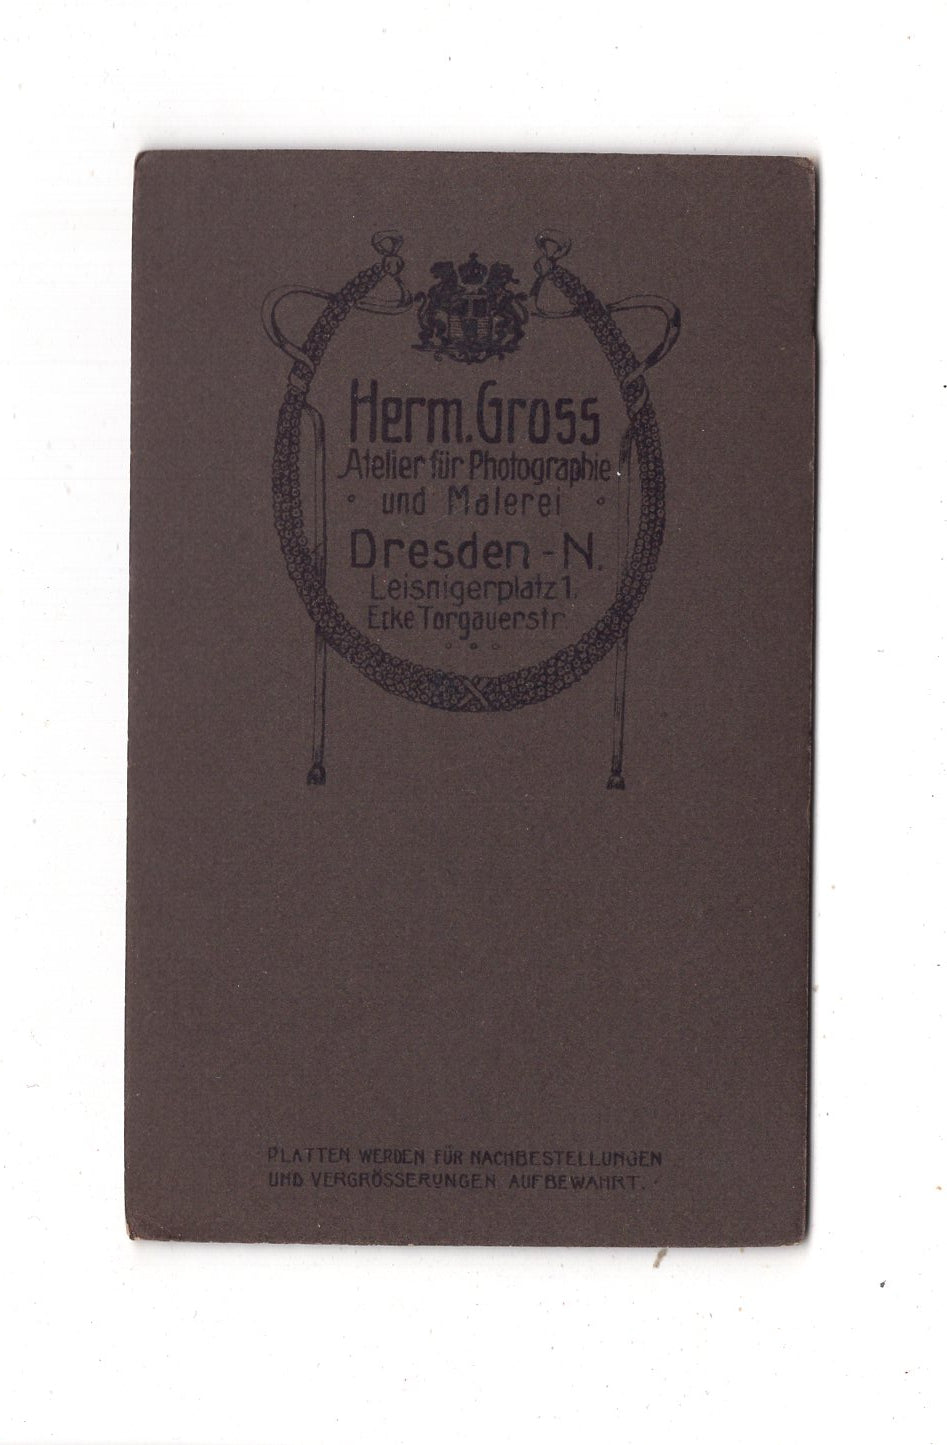 Herm. Gross
Atelier für Photographie
und Malerei
Dresden-N.
Leisnigerplatz 1.
Ecke Torgauerstr.
PLATTEN WERDEN FÜR NACHBESTELLUNGEN
UND VERGRÖSSERUNGEN AUFBEWAHRT.